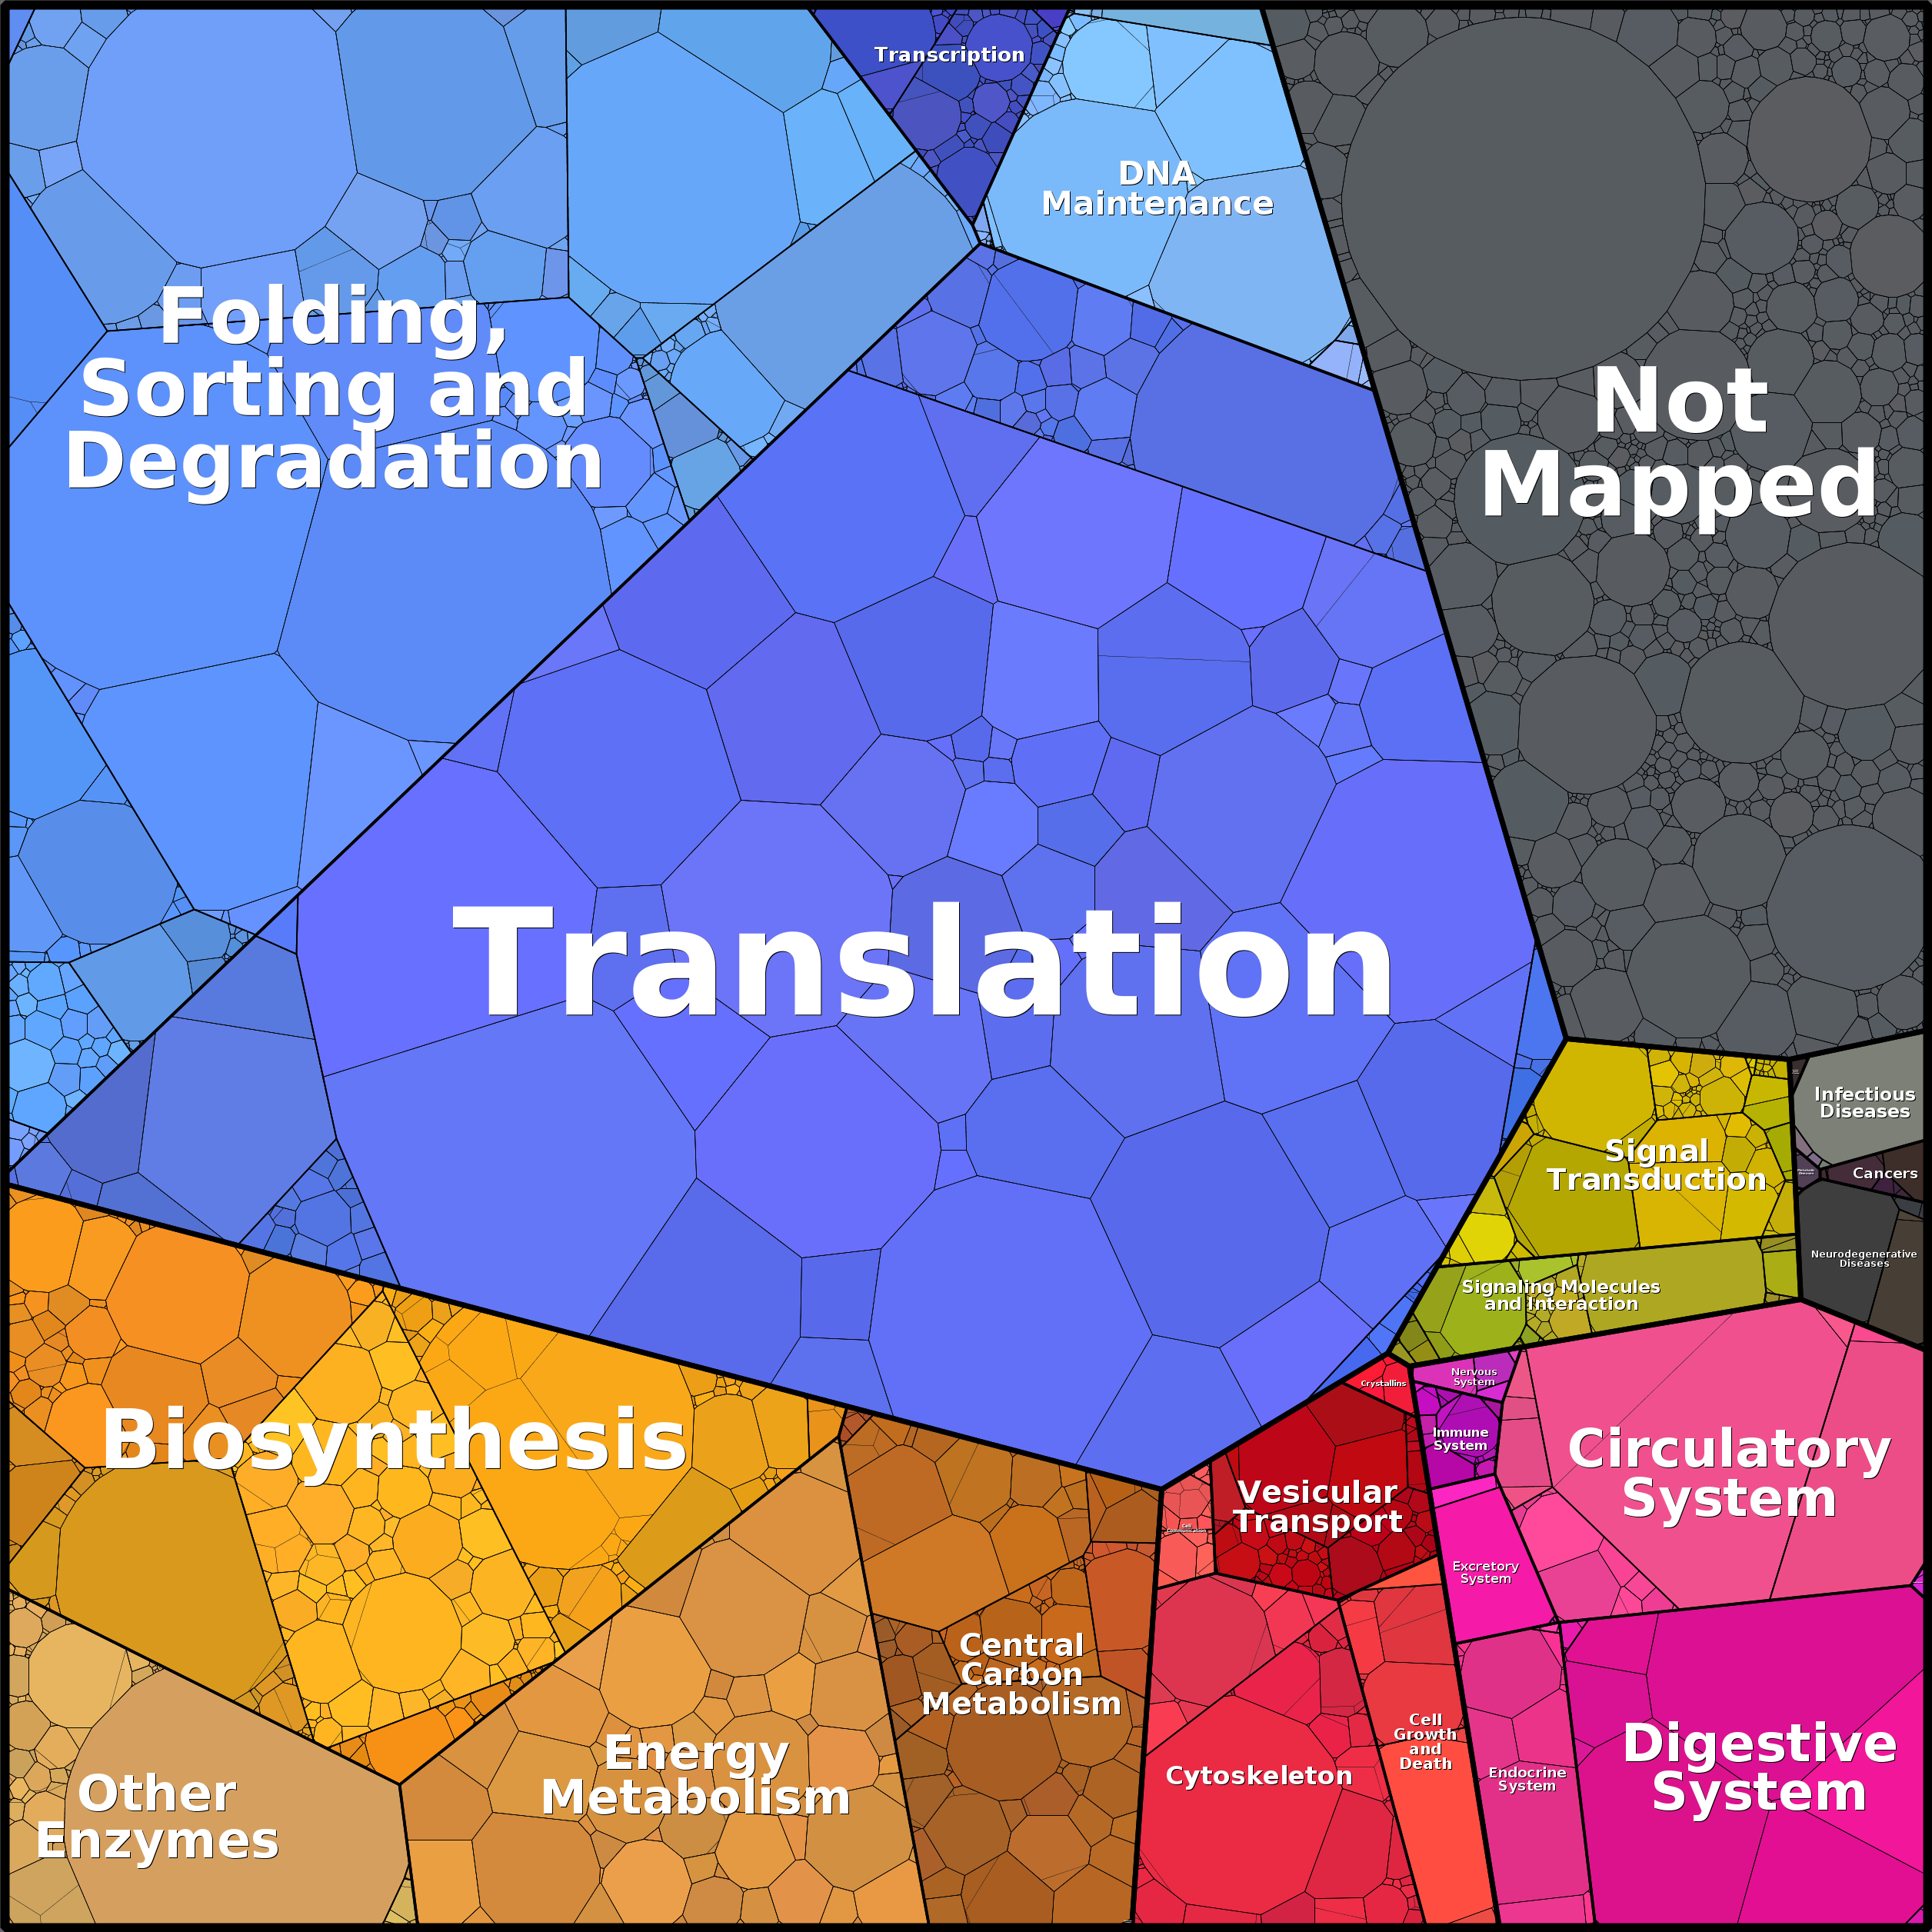 Transcription
DNA
Maintenance
Folding,
Sorting and
Degradation
Not
Mapped
Translation
Infectious
Diseases
Signal
Transduction
Cancers
Neurodegenerative
Diseases
Signaling Molecules
and Interaction
Crystallins
Nervous
System
Immune
System
Circulatory
System
Biosynthesis
Vesicular
Transport
Excretory
System
Central
Carbon
Metabolism
Energy
Metabolism
Cell
Growth
and
Death
Cytoskeleton
Endocrine
System
Digestive
System
Other
Enzymes